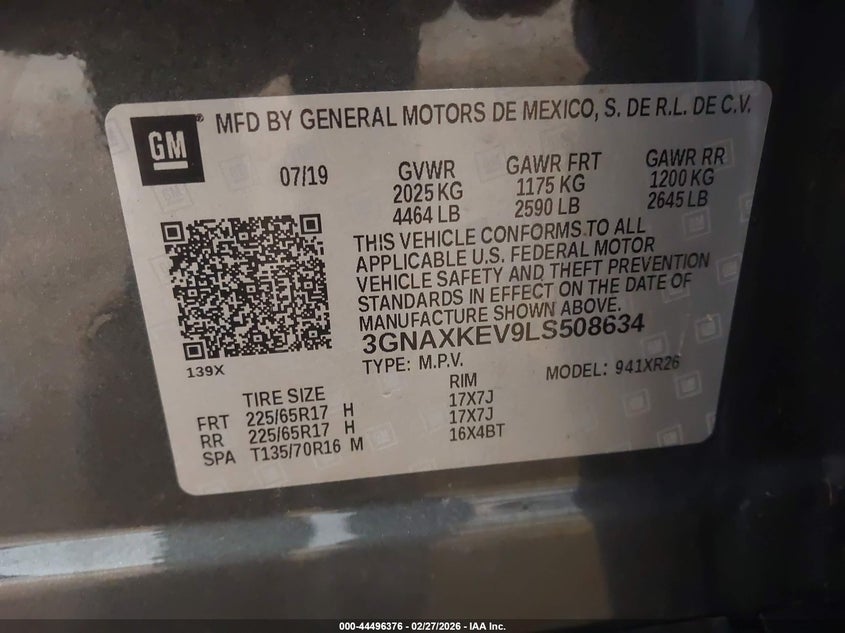 GM ® MFD BY GENERAL MOTORS DE MEXICO, S. DE R.L. DE C.V.
07/19
GVWR
2025 KG
4464 LB
GAWR FRT
1175 KG
2590 LB
GAWR RR
1200 KG
2645 LB
THIS VEHICLE CONFORMS TO ALL
APPLICABLE U.S. FEDERAL MOTOR
VEHICLE SAFETY AND THEFT PREVENTION
STANDARDS IN EFFECT ON THE DATE OF
MANUFACTURE SHOWN ABOVE.
3GNAXKEV9LS508634
TYPE: M.P.V.
MODEL: 941XR26
139X
TIRE SIZE
RIM
FRT 225/65R17 H 17X7J
RR 225/65R17 H 17X7J
SPA T135/70R16 M 16X4BT
000-44496376 - 02/27/2026 - IAA Inc.